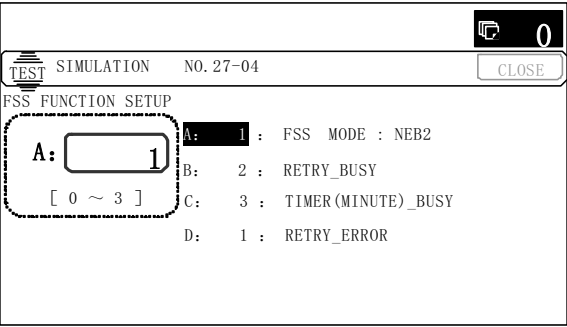 0
TEST SIMULATION NO.27-04 CLOSE
FSS FUNCTION SETUP
A: 1
[ 0 ~ 3 ]
A: 1 : FSS MODE : NEB2
B: 2 : RETRY_BUSY
C: 3 : TIMER(MINUTE)_BUSY
D: 1 : RETRY_ERROR